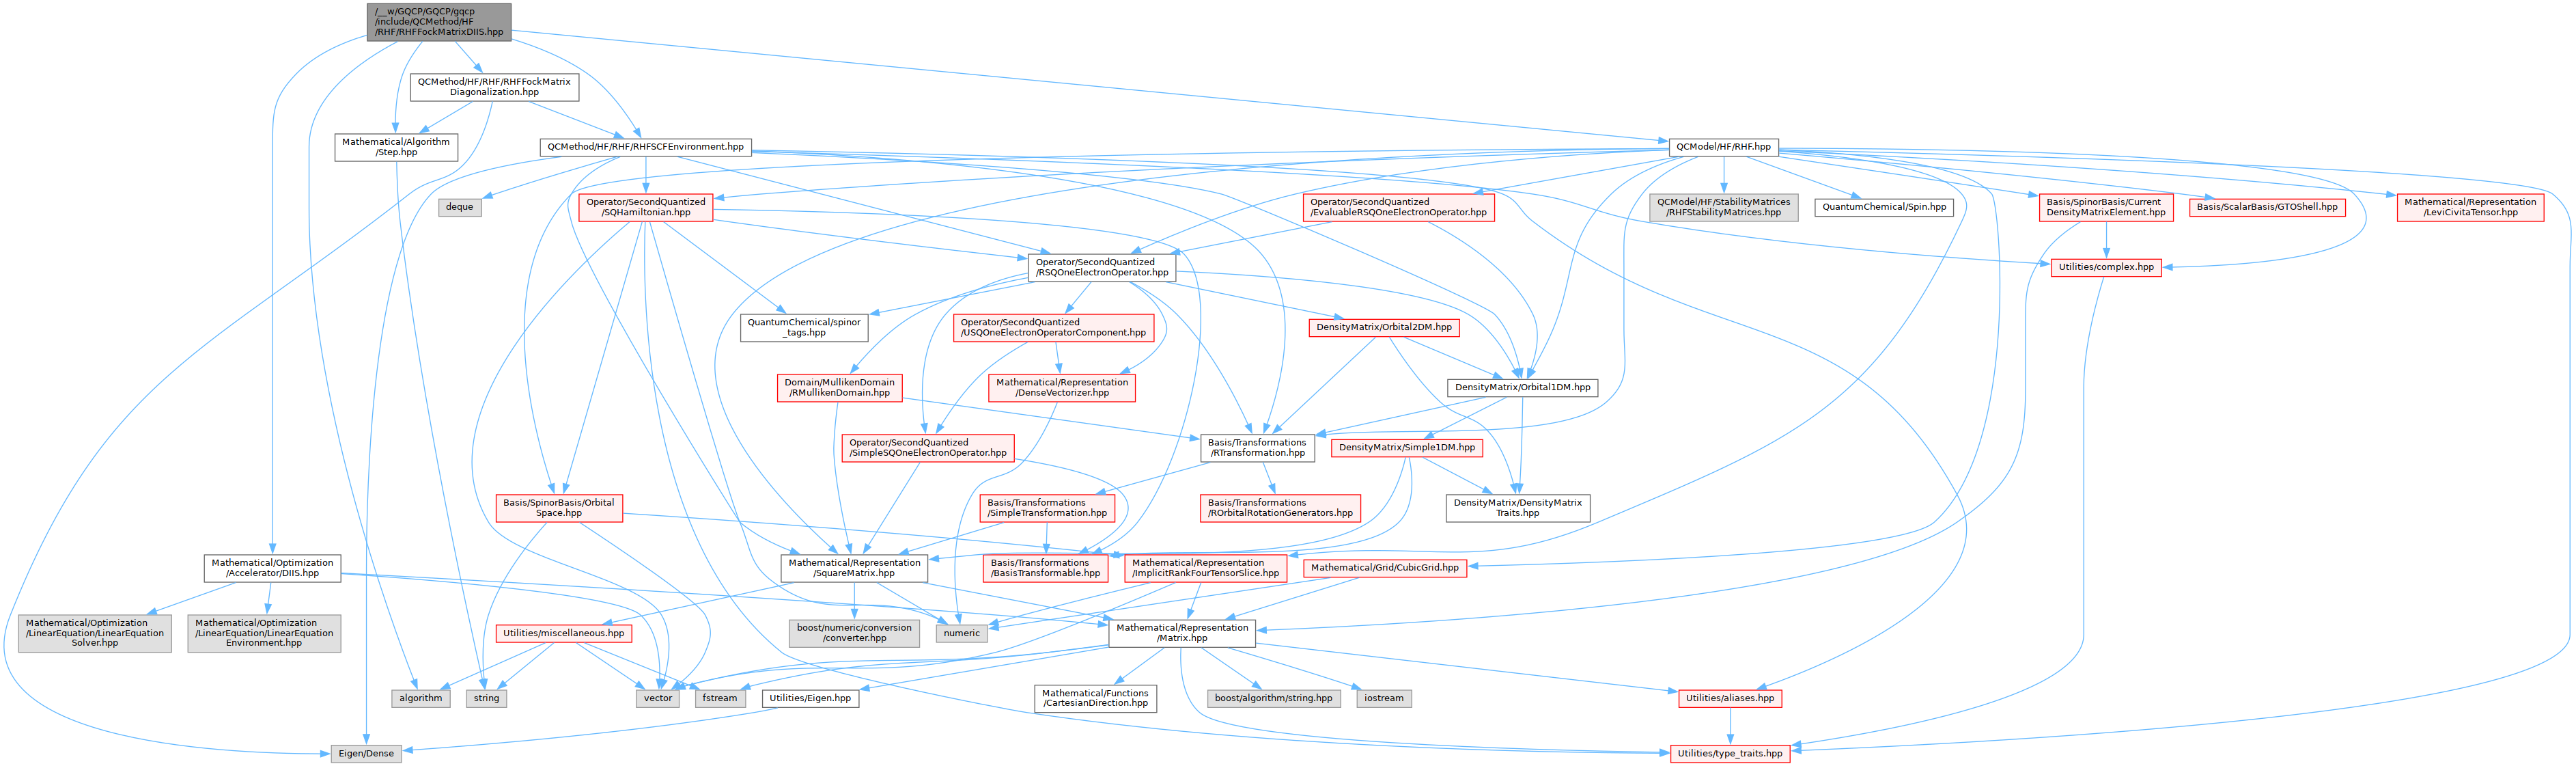 /__w/GQCP/GQCP/gqcp
/include/QCMethod/HF
/RHF/RHFFockMatrixDIIS.hpp
QCMethod/HF/RHF/RHFFockMatrix
Diagonalization.hpp
Mathematical/Algorithm
/Step.hpp
QCMethod/HF/RHF/RHFSCFEnvironment.hpp
QCModel/HF/RHF.hpp
deque
Operator/SecondQuantized
/SQHamiltonian.hpp
Operator/SecondQuantized
/EvaluableRSQOneElectronOperator.hpp
QCModel/HF/StabilityMatrices
/RHFStabilityMatrices.hpp
QuantumChemical/Spin.hpp
Basis/SpinorBasis/Current
DensityMatrixElement.hpp
Basis/ScalarBasis/GTOShell.hpp
Mathematical/Representation
/LeviCivitaTensor.hpp
Operator/SecondQuantized
/RSQOneElectronOperator.hpp
Utilities/complex.hpp
QuantumChemical/spinor
_tags.hpp
Operator/SecondQuantized
/USQOneElectronOperatorComponent.hpp
DensityMatrix/Orbital2DM.hpp
Domain/MullikenDomain
/RMullikenDomain.hpp
Mathematical/Representation
/DenseVectorizer.hpp
DensityMatrix/Orbital1DM.hpp
Operator/SecondQuantized
/SimpleSQOneElectronOperator.hpp
Basis/Transformations
/RTransformation.hpp
DensityMatrix/Simple1DM.hpp
Basis/SpinorBasis/Orbital
Space.hpp
Basis/Transformations
/SimpleTransformation.hpp
Basis/Transformations
/ROrbitalRotationGenerators.hpp
DensityMatrix/DensityMatrix
Traits.hpp
Mathematical/Optimization
/Accelerator/DIIS.hpp
Mathematical/Representation
/SquareMatrix.hpp
Basis/Transformations
/BasisTransformable.hpp
Mathematical/Representation
/ImplicitRankFourTensorSlice.hpp
Mathematical/Grid/CubicGrid.hpp
Mathematical/Optimization
/LinearEquation/LinearEquation
Solver.hpp
Mathematical/Optimization
/LinearEquation/LinearEquation
Environment.hpp
Utilities/miscellaneous.hpp
boost/numeric/conversion
/converter.hpp
numeric
Mathematical/Representation
/Matrix.hpp
algorithm
string
vector
fstream
Utilities/Eigen.hpp
Mathematical/Functions
/CartesianDirection.hpp
boost/algorithm/string.hpp
iostream
Utilities/aliases.hpp
Eigen/Dense
Utilities/type_traits.hpp